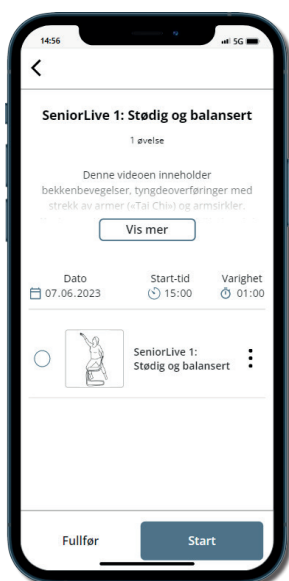 14:56
5G
SeniorLive 1: Stødig og balansert
1 øvelse
Denne videoen inneholder
bekkenbevegelser, tyngdeoverføringer med
strekk av armer («Tai Chi») og armsirkler,
Vis mer
Dato Start-tid Varighet
07.06.2023 15:00 01:00
SeniorLive 1:
Stødig og balansert
Fullfør Start